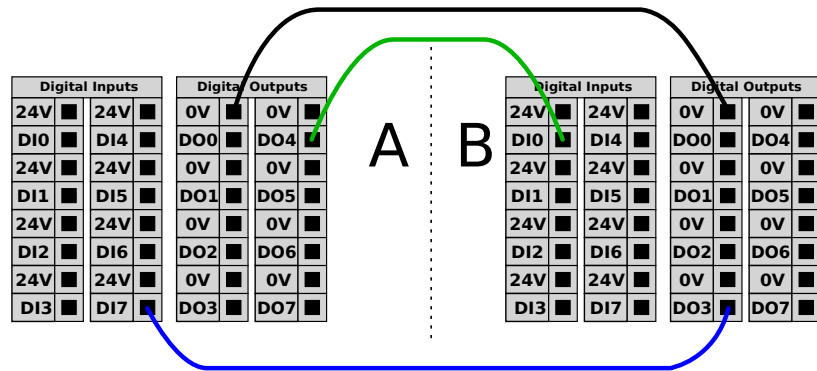 Digital Inputs Digital Outputs Digital Inputs Digital Outputs
24V 24V 0V 0V 24V 24V 0V 0V
DI0 DI4 DO0 DO4 A B DI0 DI4 DO0 DO4
24V 24V 0V 0V 24V 24V 0V 0V
DI1 DI5 DO1 DO5 DI1 DI5 DO1 DO5
24V 24V 0V 0V 24V 24V 0V 0V
DI2 DI6 DO2 DO6 DI2 DI6 DO2 DO6
24V 24V 0V 0V 24V 24V 0V 0V
DI3 DI7 DO3 DO7 DI3 DI7 DO3 DO7